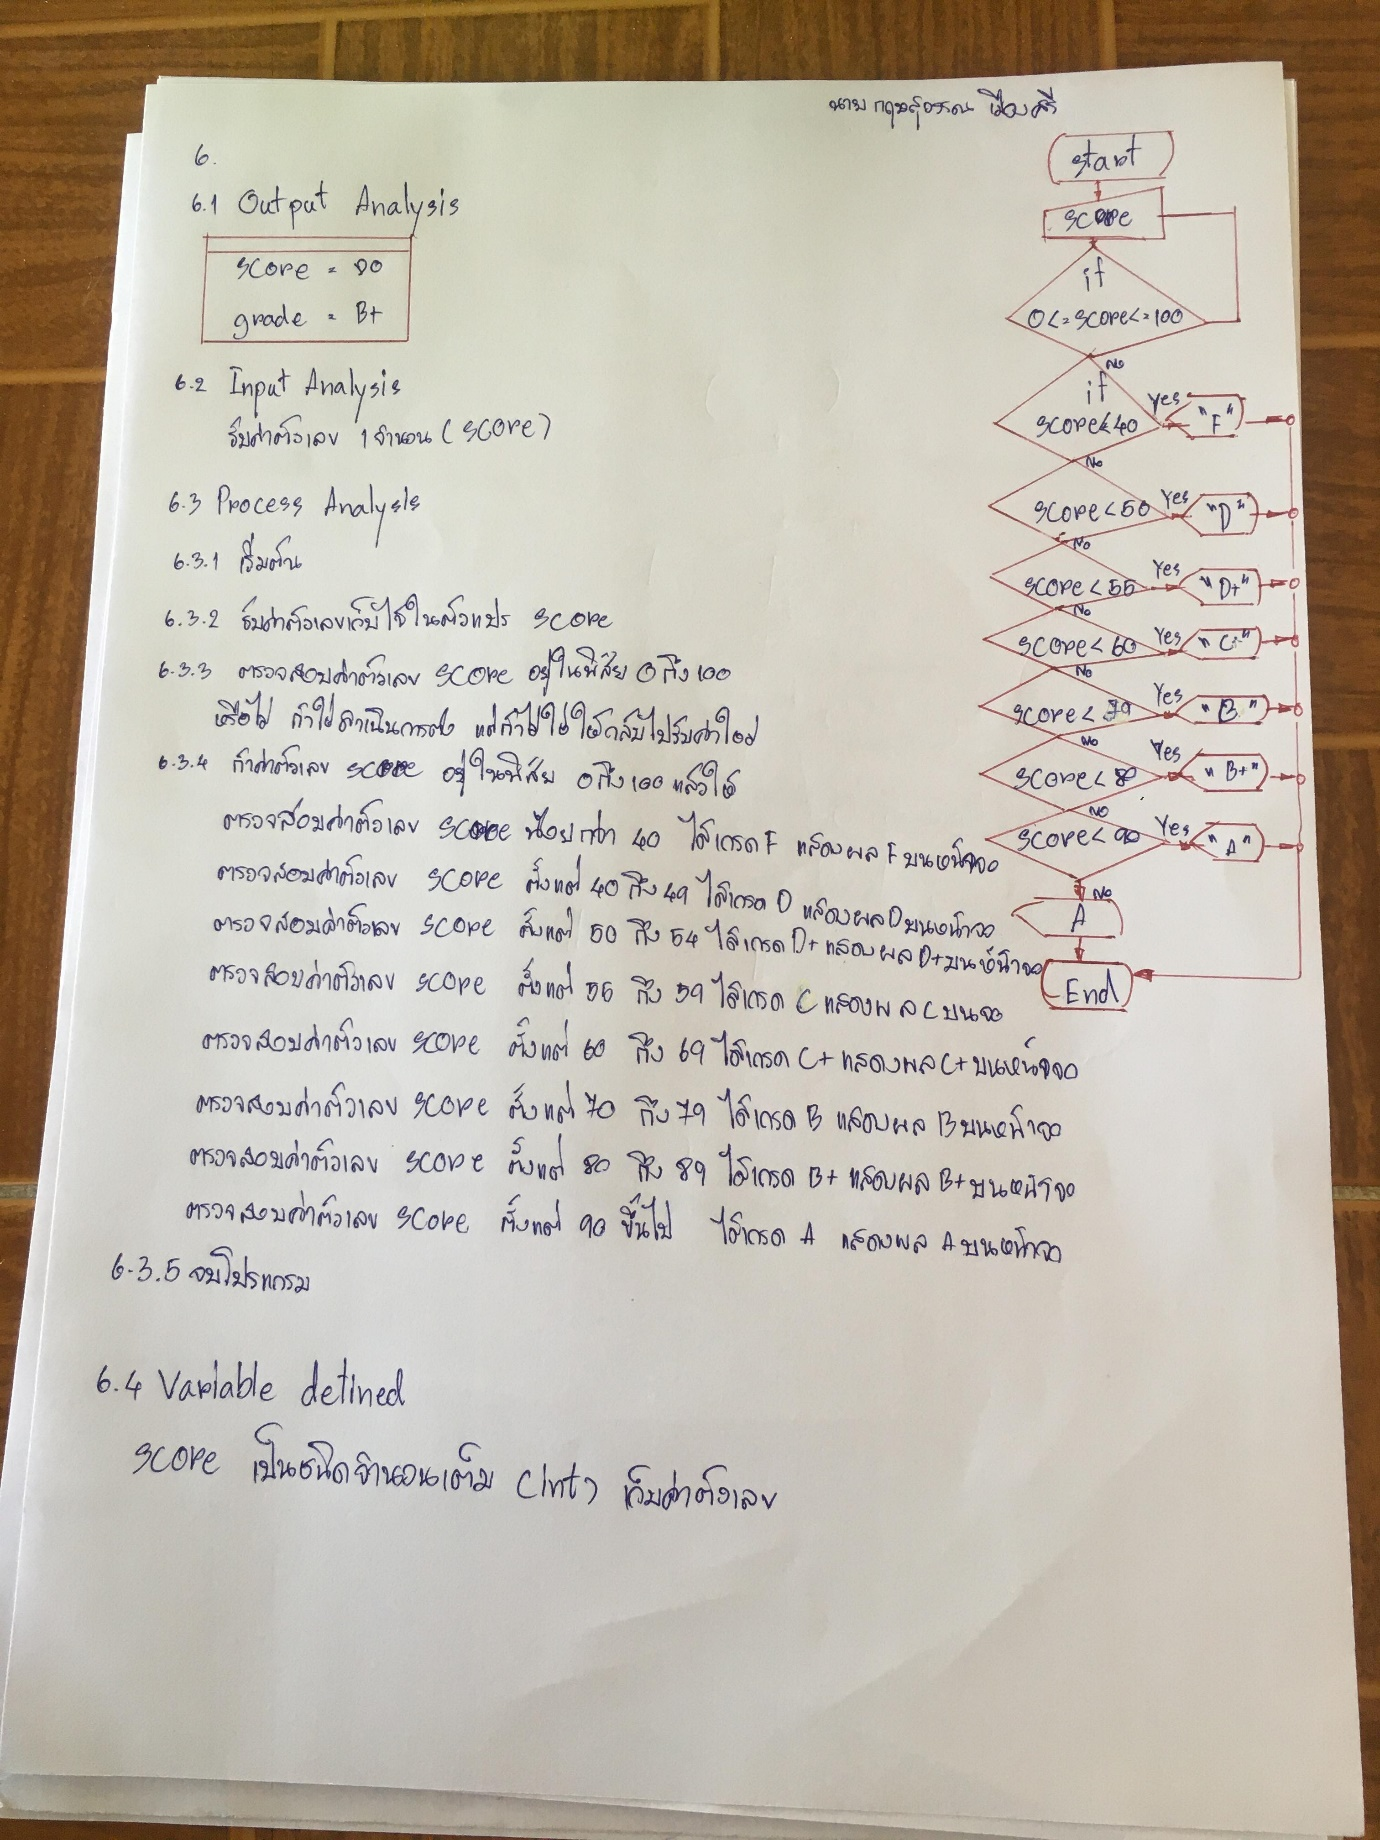 6.
6.1 Output Analysis
score = 80
grade = B+
6.2 Input Analysis
รับค่าตัวเลข 1 จำนวน (score)
6.3 Process Analysis
6.3.1 เริ่มต้น
6.3.2 รับค่าตัวเลขเก็บไว้ในตัวแปร score
6.3.3 ตรวจสอบค่าตัวเลข score อยู่ในพิสัย 0 ถึง 100
หรือไม่ ถ้าใช่ดำเนินการต่อ แต่ถ้าไม่ใช่ให้กลับไปรับค่าใหม่
6.3.4 ถ้าค่าตัวเลข score อยู่ในพิสัย 0 ถึง 100 แล้วให้
ตรวจสอบค่าตัวเลข score น้อยกว่า 40 ได้เกรด F แสดงผล F บนหน้าจอ
ตรวจสอบค่าตัวเลข score ตั้งแต่ 40 ถึง 49 ได้เกรด D แสดงผล D บนหน้าจอ
ตรวจสอบค่าตัวเลข score ตั้งแต่ 50 ถึง 54 ได้เกรด D+ แสดงผล D+ บนหน้าจอ
ตรวจสอบค่าตัวเลข score ตั้งแต่ 55 ถึง 59 ได้เกรด C แสดงผล C บนจอ
ตรวจสอบค่าตัวเลข score ตั้งแต่ 60 ถึง 69 ได้เกรด C+ แสดงผล C+ บนหน้าจอ
ตรวจสอบค่าตัวเลข score ตั้งแต่ 70 ถึง 79 ได้เกรด B แสดงผล B บนหน้าจอ
ตรวจสอบค่าตัวเลข score ตั้งแต่ 80 ถึง 89 ได้เกรด B+ แสดงผล B+ บนหน้าจอ
ตรวจสอบค่าตัวเลข score ตั้งแต่ 90 ขึ้นไป ได้เกรด A แสดงผล A บนหน้าจอ
6.3.5 จบโปรแกรม
6.4 Variable defined
score เป็นชนิดจำนวนเต็ม (int) เก็บค่าตัวเลข
นาย
start
score
if
0<=score<=100
No
if
score<40 Yes "F"
No
score<50 Yes "D"
No
score<55 Yes "D+"
No
score<60 Yes "C"
No
score< Yes "B"
No
score< Yes "B+"
No
score<90 Yes "A"
No
A
End